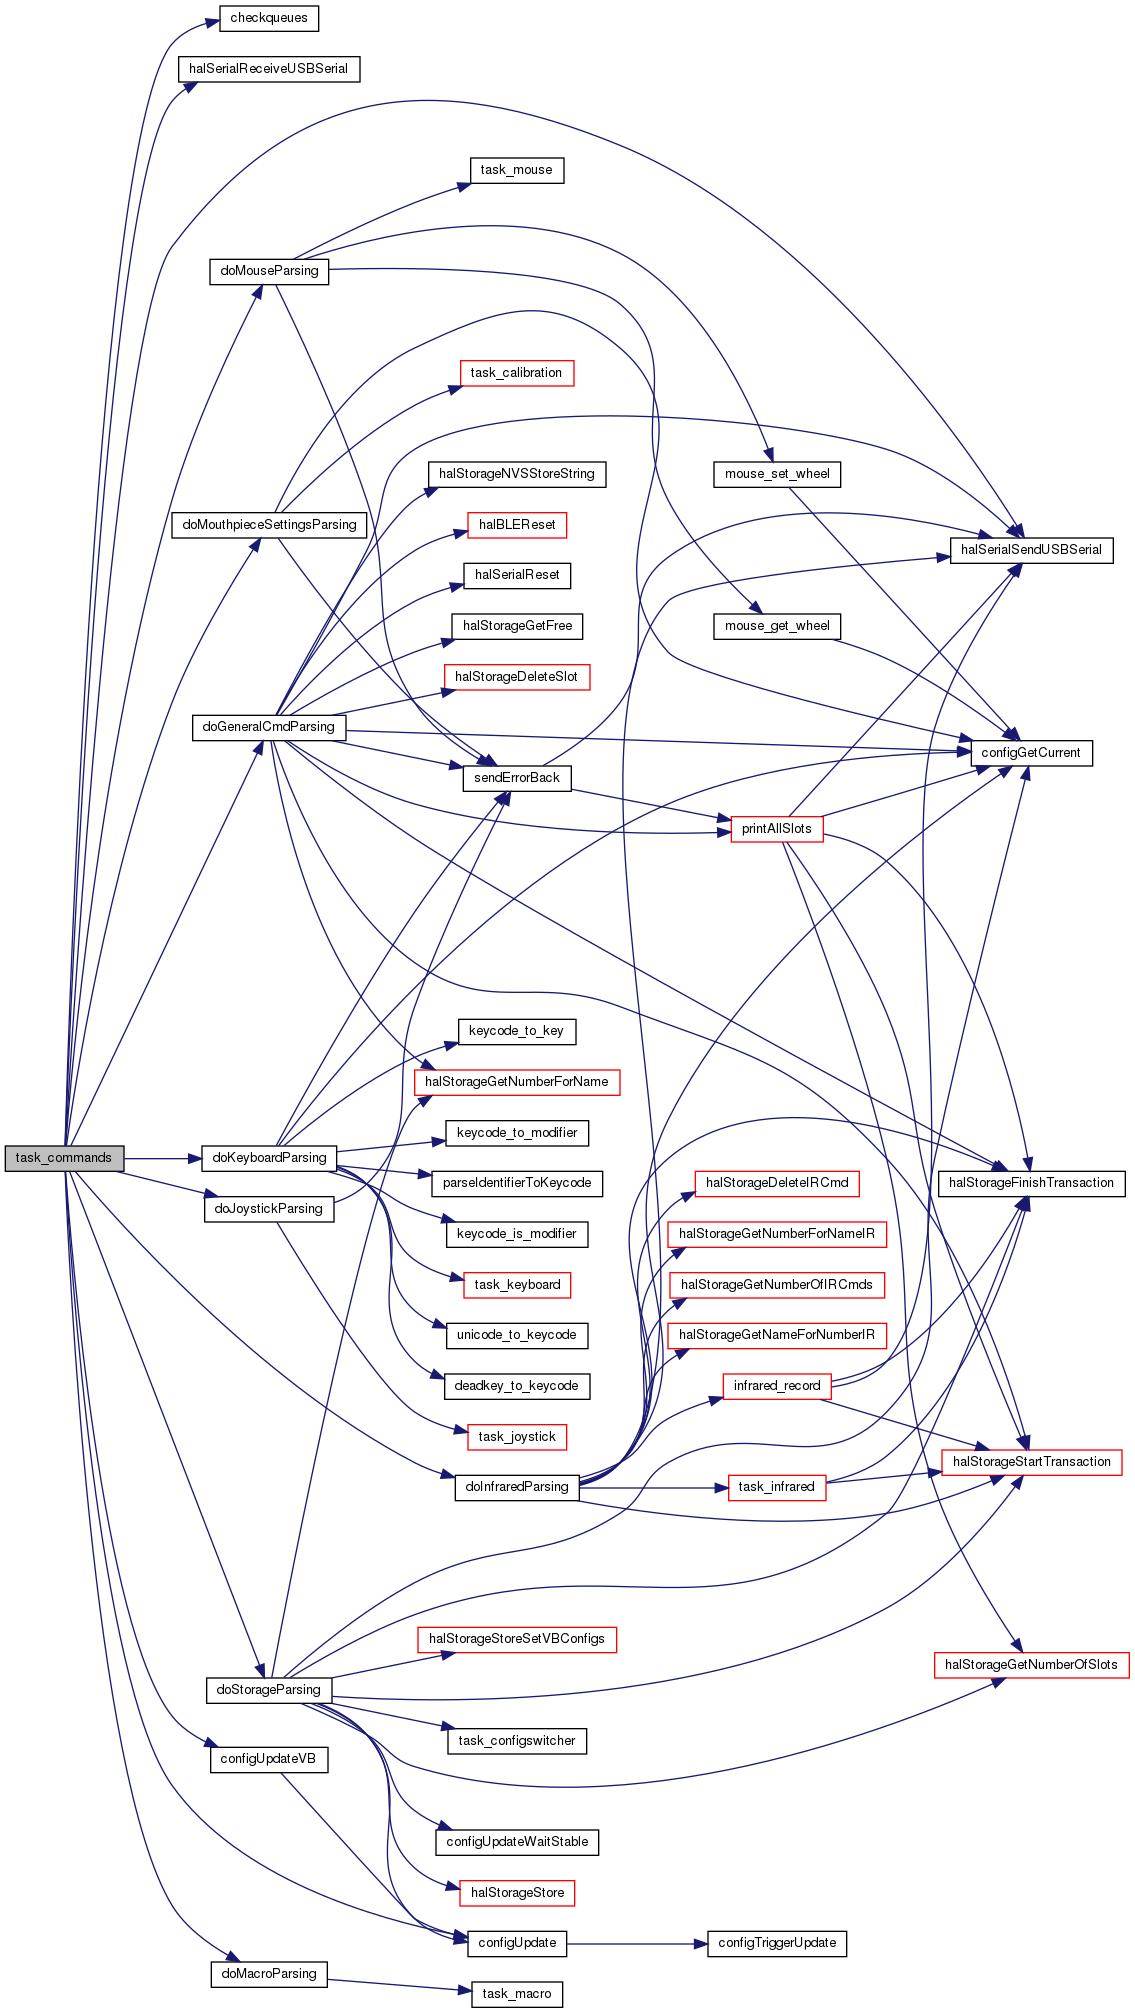 checkqueues
halSerialReceiveUSBSerial
task_mouse
doMouseParsing
task_calibration
mouse_set_wheel
halStorageNVSStoreString
doMouthpieceSettingsParsing
halBLEReset
halSerialSendUSBSerial
halSerialReset
halStorageGetFree
mouse_get_wheel
halStorageDeleteSlot
doGeneralCmdParsing
configGetCurrent
sendErrorBack
printAllSlots
keycode_to_key
halStorageGetNumberForName
keycode_to_modifier
task_commands
doKeyboardParsing
parseIdentifierToKeycode
halStorageDeleteIRCmd
halStorageFinishTransaction
doJoystickParsing
keycode_is_modifier
halStorageGetNumberForNameIR
task_keyboard
halStorageGetNumberOfIRCmds
unicode_to_keycode
halStorageGetNameForNumberIR
deadkey_to_keycode
infrared_record
task_joystick
halStorageStartTransaction
doInfraredParsing
task_infrared
halStorageStoreSetVBConfigs
halStorageGetNumberOfSlots
doStorageParsing
task_configswitcher
configUpdateVB
configUpdateWaitStable
halStorageStore
configUpdate
configTriggerUpdate
doMacroParsing
task_macro